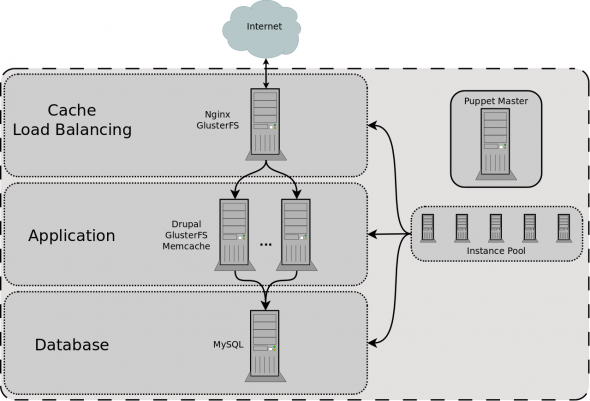 Internet
Cache
Load Balancing
Nginx
GlusterFS
Puppet Master
Application
Drupal
GlusterFS
Memcache
...
Instance Pool
Database
MySQL